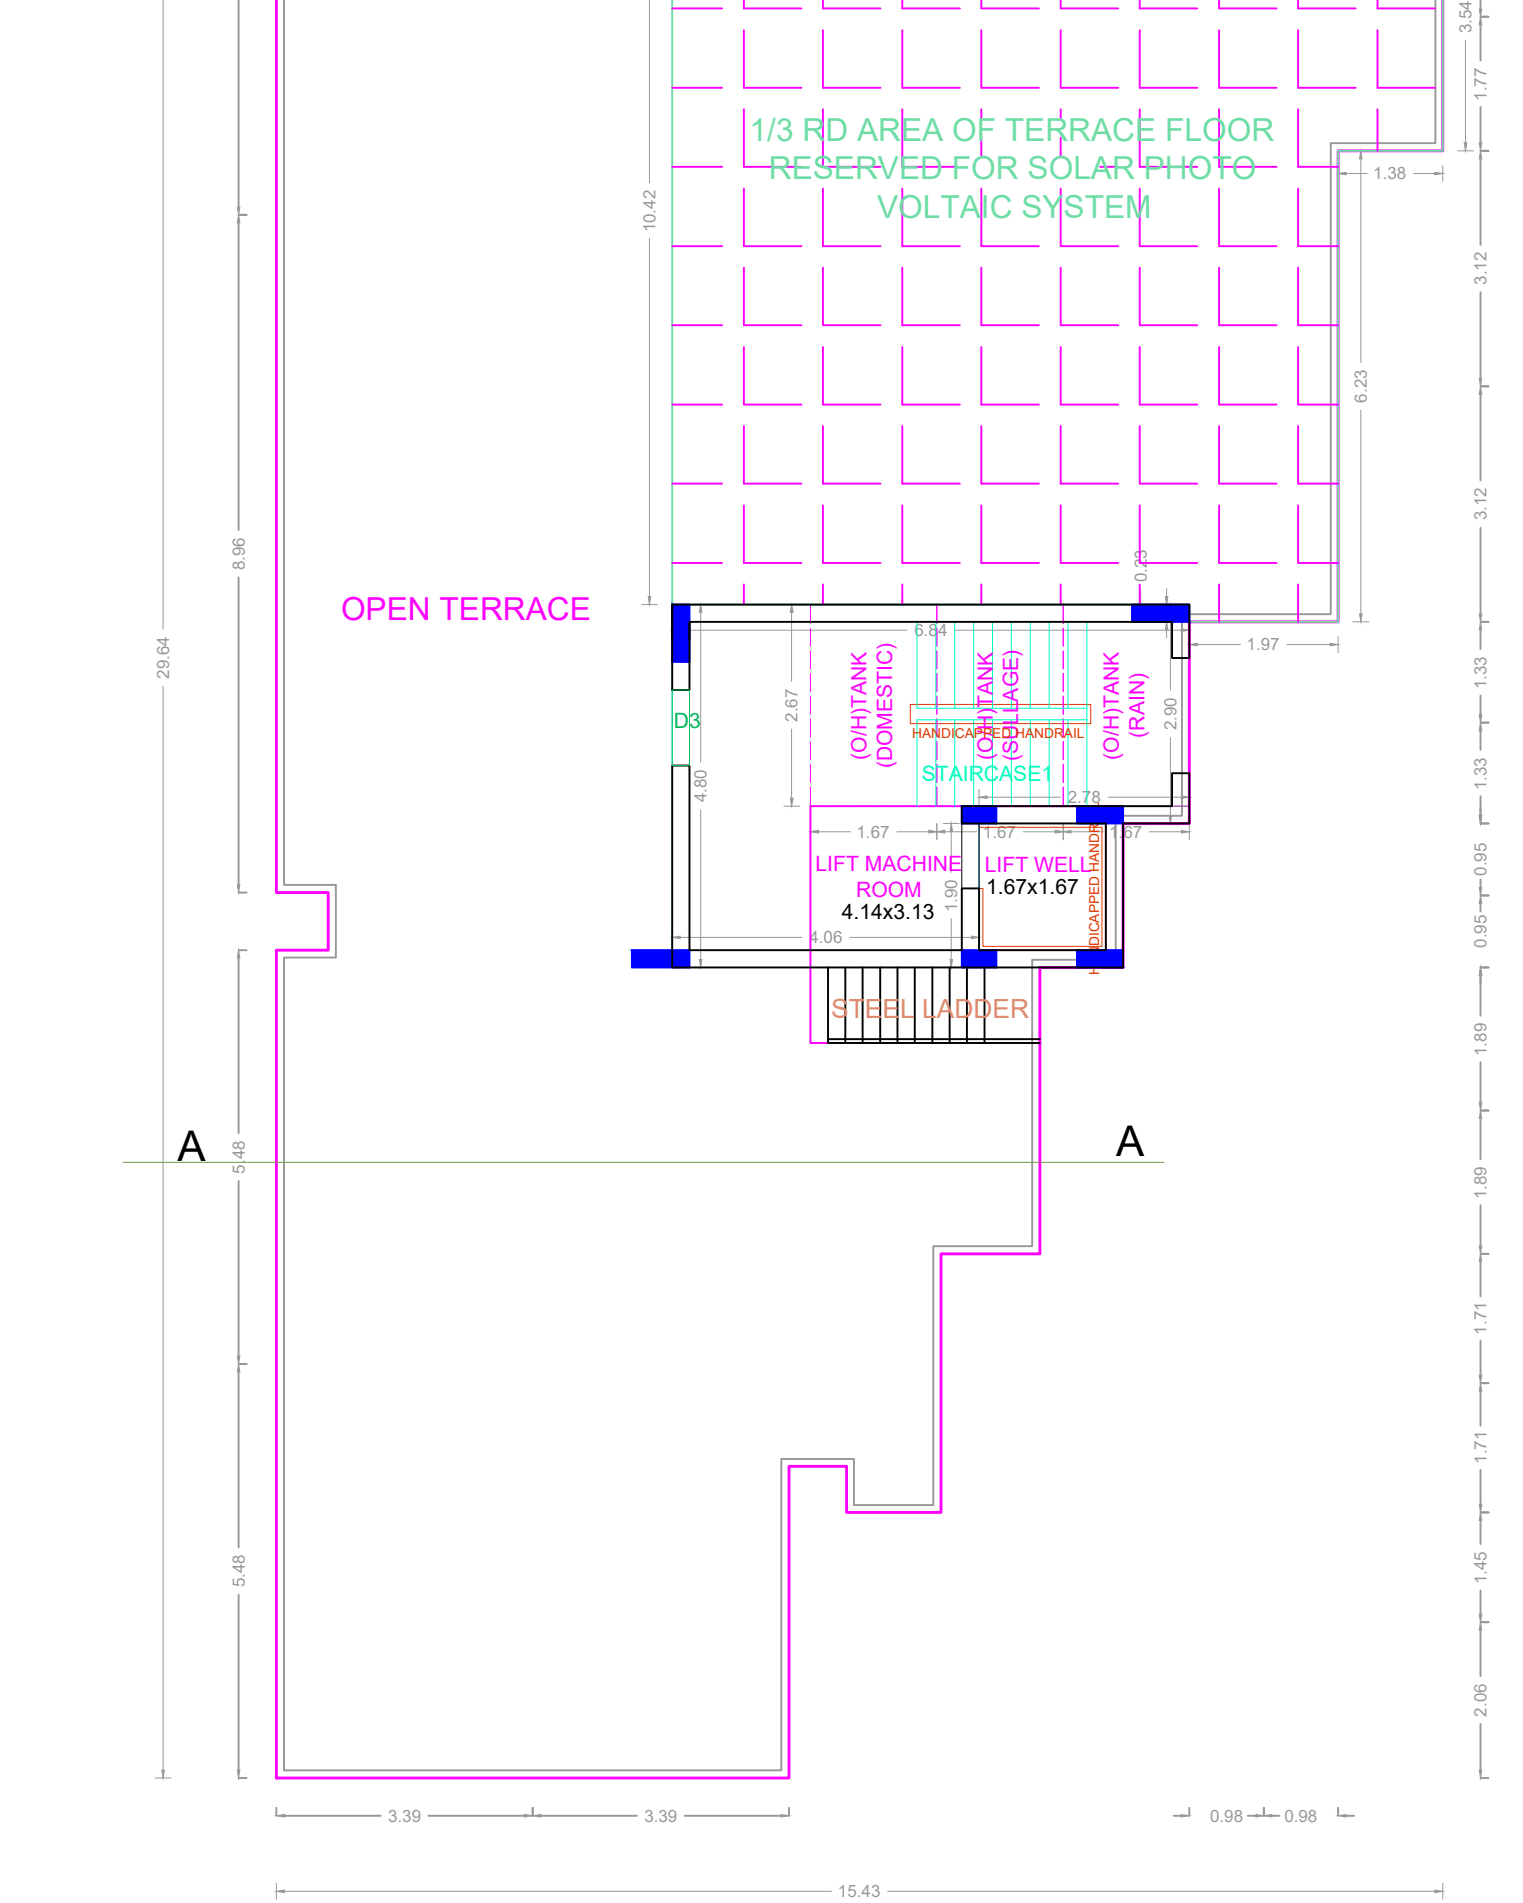 3.54
1.77
1/3 RD AREA OF TERRACE FLOOR
RESERVED FOR SOLAR PHOTO
VOLTAIC SYSTEM
1.38
10.42
3.12
6.23
3.12
8.96
0.23
OPEN TERRACE
29.64
6.84
1.97
1.33
(O/H)TANK
(DOMESTIC)
(O/H)TANK
(SULLAGE)
(O/H)TANK
(RAIN)
2.67
2.90
D3
HANDICAPPED HANDRAIL
STAIRCASE1
4.80
1.33
2.78
1.67
1.67
1.67
LIFT MACHINE
ROOM
4.14x3.13
LIFT WELL
1.67x1.67
1.90
HANDICAPPED HANDR
0.95
0.95
4.06
STEEL LADDER
1.89
A
A
5.48
1.89
1.71
1.71
5.48
1.45
2.06
3.39
3.39
0.98
0.98
15.43